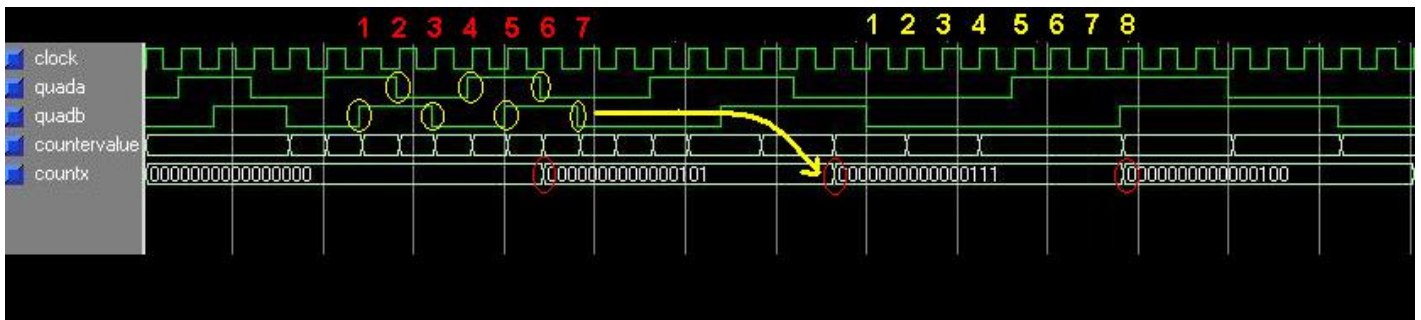 1 2 3 4 5 6 7
1 2 3 4 5 6 7 8
clock
quada
quadb
countervalue
countx 0000000000000000 0000000000000101 0000000000000111 0000000000000100